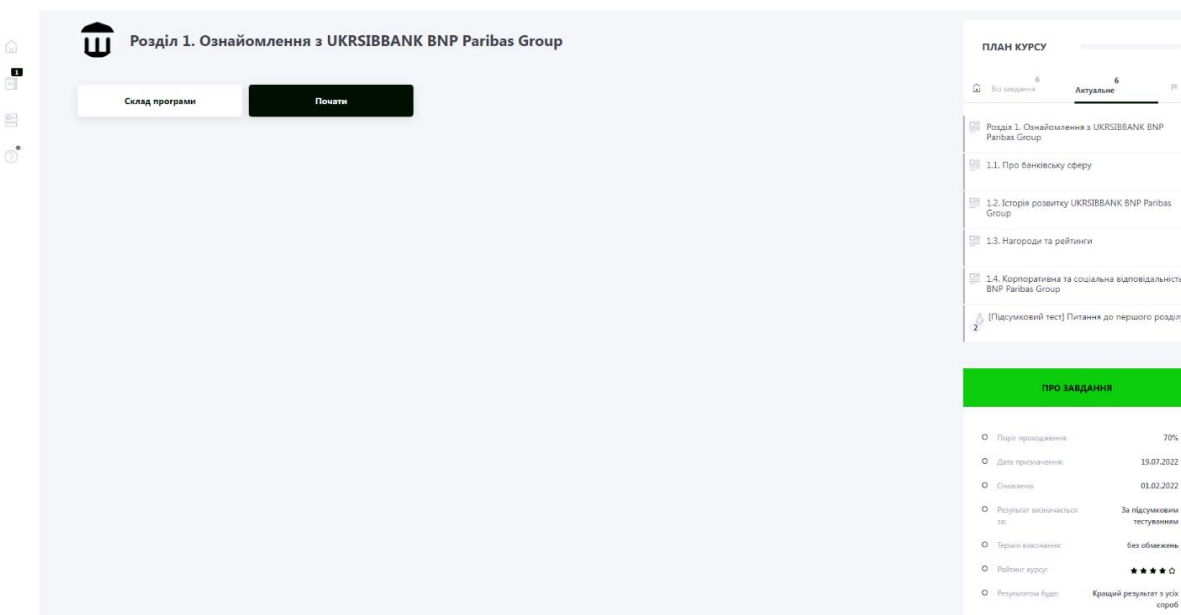 Розділ 1. Ознайомлення з UKRSIBBANK BNP Paribas Group
1
Склад програми
Почати
ПЛАН КУРСУ
6
Всі завдання
6
Актуальне
Розділ 1. Ознайомлення з UKRSIBBANK BNP
Paribas Group
1.1. Про банківську сферу
1.2. Історія розвитку UKRSIBBANK BNP Paribas
Group
1.3. Нагороди та рейтинги
1.4. Корпоративна та соціальна відповідальність
BNP Paribas Group
[Підсумковий тест] Питання до першого розділу
2
ПРО ЗАВДАННЯ
Поріг проходження: 70%
Дата призначення: 19.07.2022
Оновлено: 01.02.2022
Результат визначається За підсумковим
за: тестуванням
Термін виконання: без обмежень
Рейтинг курсу:
Результатом буде: Кращий результат з усіх
спроб